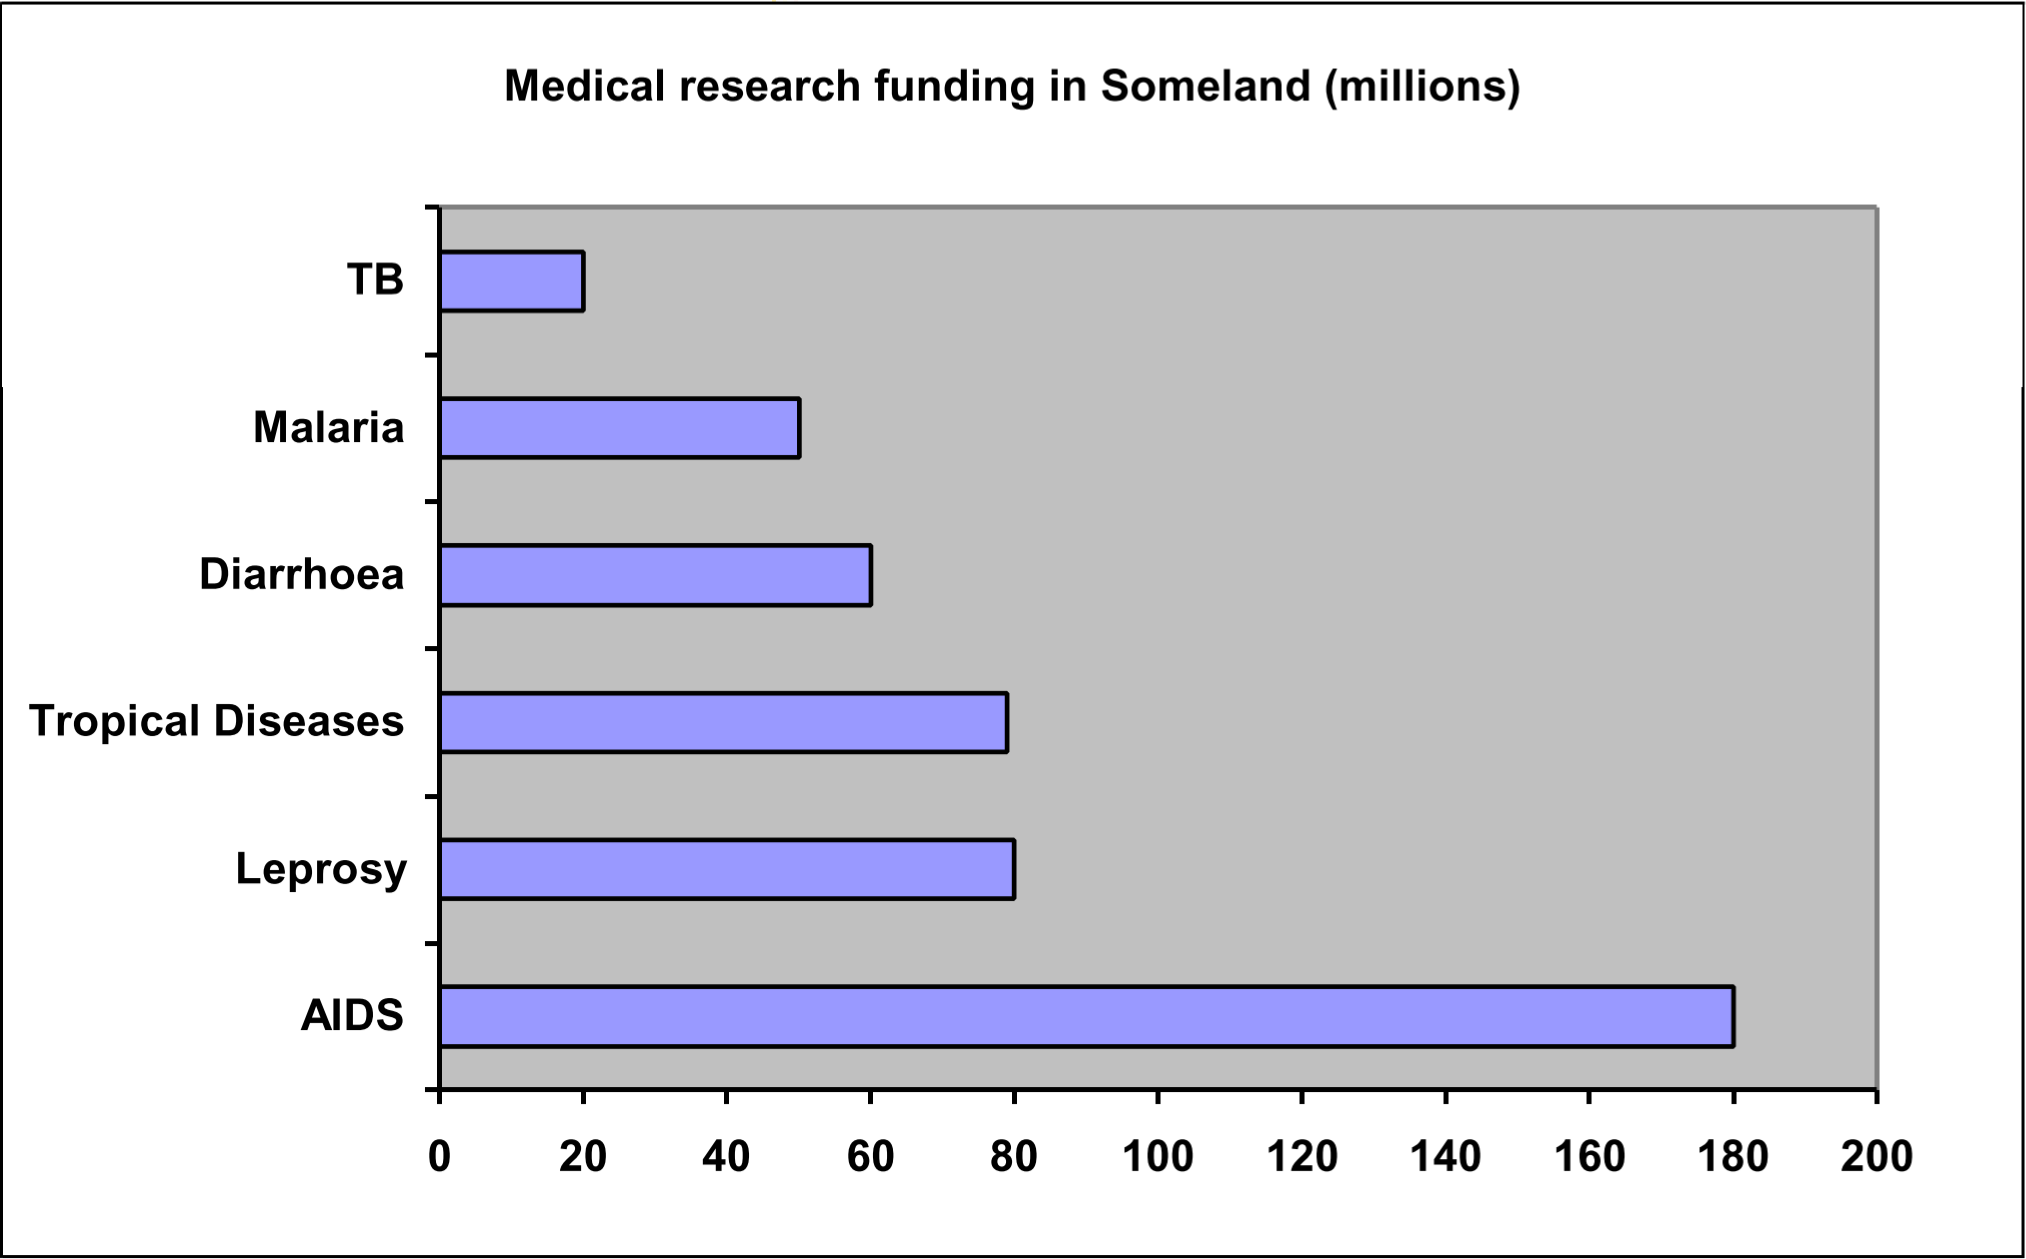 Medical research funding in Someland (millions)
TB
Malaria
Diarrhoea
Tropical Diseases
Leprosy
AIDS
0 20 40 60 80 100 120 140 160 180 200